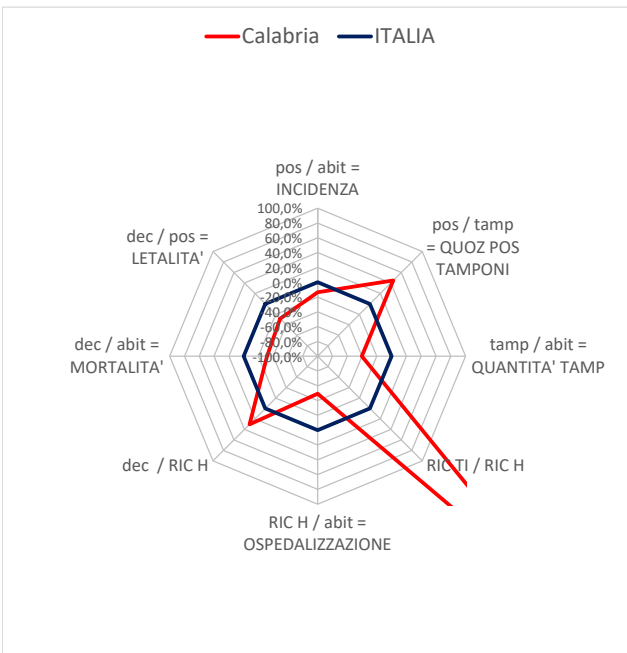 Calabria ITALIA
pos / abit =
INCIDENZA
100,0%
80,0%
60,0%
40,0%
20,0%
0,0%
-20,0%
-40,0%
-60,0%
-80,0%
-100,0%
pos / tamp
= QUOZ POS
TAMPONI
tamp / abit =
QUANTITA' TAMP
RIC TI / RIC H
RIC H / abit =
OSPEDALIZZAZIONE
dec / RIC H
dec / abit =
MORTALITA'
dec / pos =
LETALITA'